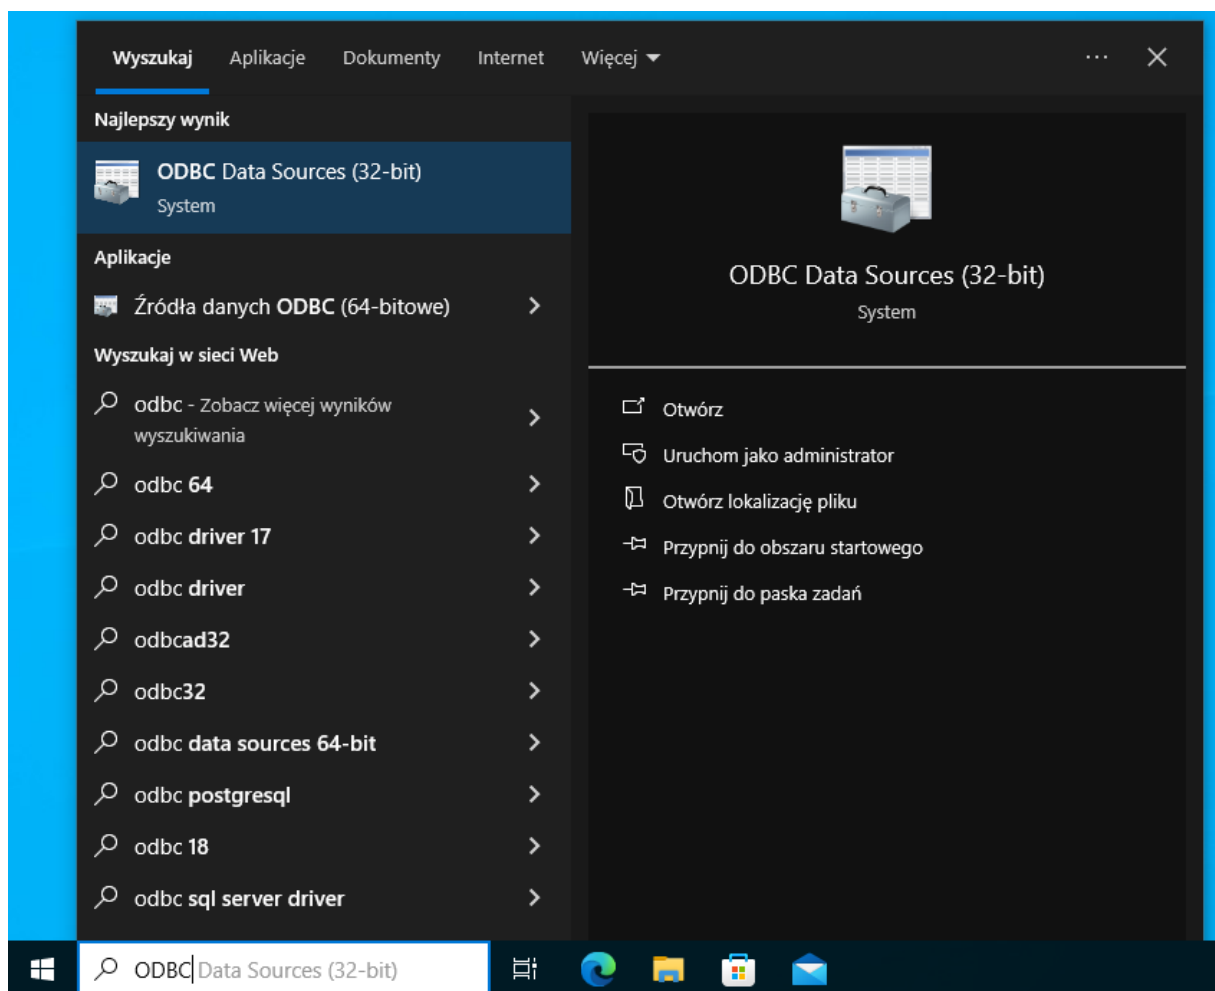 Wyszukaj Aplikacje Dokumenty Internet Więcej
Najlepszy wynik
ODBC Data Sources (32-bit)
System
Aplikacje
Źródła danych ODBC (64-bitowe)
Wyszukaj w sieci Web
odbc - Zobacz więcej wyników
wyszukiwania
odbc 64
odbc driver 17
odbc driver
odbcad32
odbc32
odbc data sources 64-bit
odbc postgresql
odbc 18
odbc sql server driver
ODBC Data Sources (32-bit)
System
Otwórz
Uruchom jako administrator
Otwórz lokalizację pliku
Przypnij do obszaru startowego
Przypnij do paska zadań
ODBC Data Sources (32-bit)